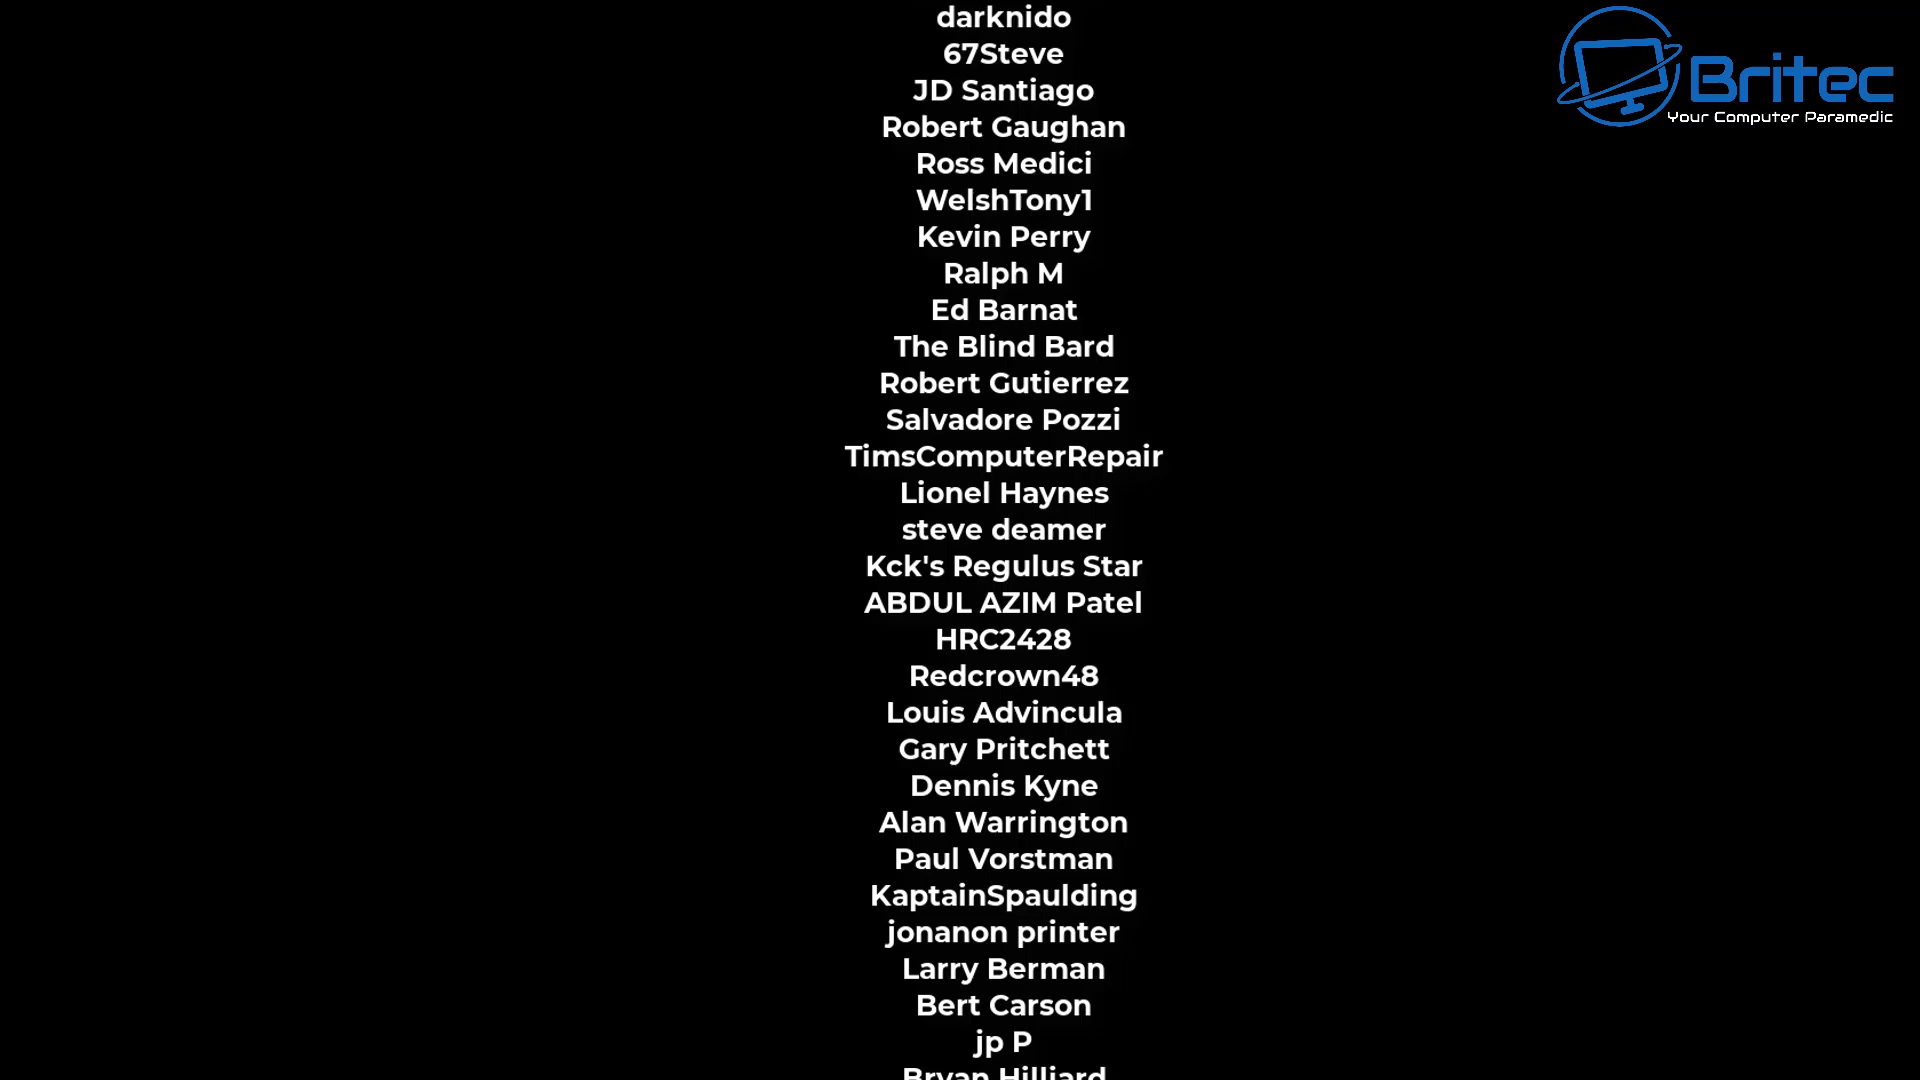 darknido
67Steve
JD Santiago
Robert Gaughan
Ross Medici
WelshTony1
Kevin Perry
Ralph M
Ed Barnat
The Blind Bard
Robert Gutierrez
Salvadore Pozzi
TimsComputerRepair
Lionel Haynes
steve deamer
Kck's Regulus Star
ABDUL AZIM Patel
HRC2428
Redcrown48
Louis Advincula
Gary Pritchett
Dennis Kyne
Alan Warrington
Paul Vorstman
KaptainSpaulding
jonanon printer
Larry Berman
Bert Carson
jp P
Bryan Hilliard
Britec
Your Computer Paramedic